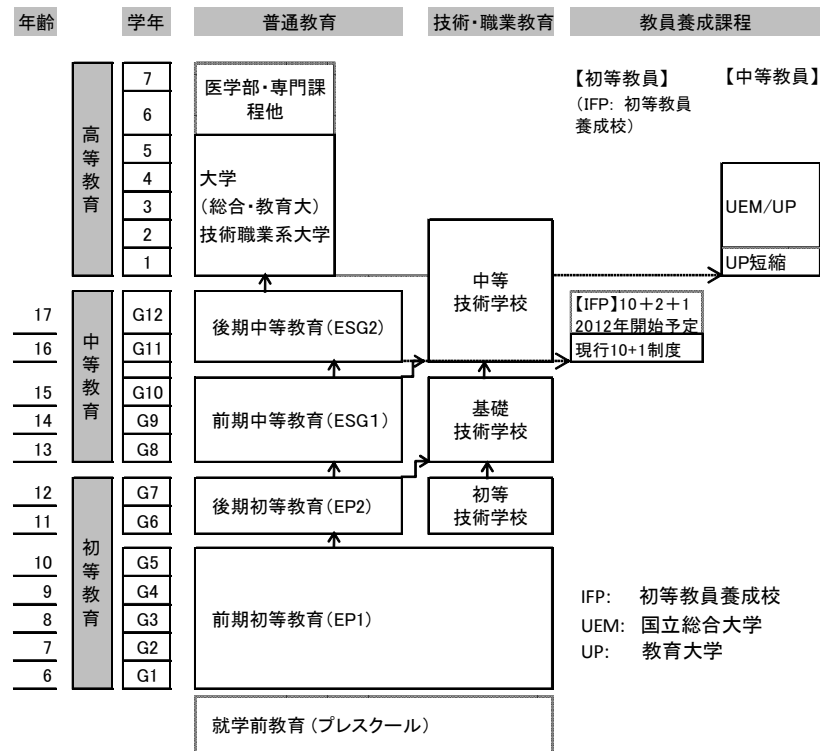 年齢 学年 普通教育 技術・職業教育 教員養成課程
高等教育
7
6
5
4
3
2
1
医学部・専門課
程他
大学
(総合・教育大)
技術職業系大学
【初等教員】
(IFP: 初等教員
養成校)
【中等教員】
UEM/UP
UP短縮
中等
技術学校
17 G12
16 G11
中等教育
後期中等教育(ESG2)
【IFP】10+2+1
2012年開始予定
現行10+1制度
15 G10
14 G9
13 G8
前期中等教育(ESG1)
基礎
技術学校
12 G7
11 G6
後期初等教育(EP2)
初等
技術学校
初等教育
10 G5
9 G4
8 G3
7 G2
6 G1
前期初等教育(EP1)
IFP: 初等教員養成校
UEM: 国立総合大学
UP: 教育大学
就学前教育(プレスクール)